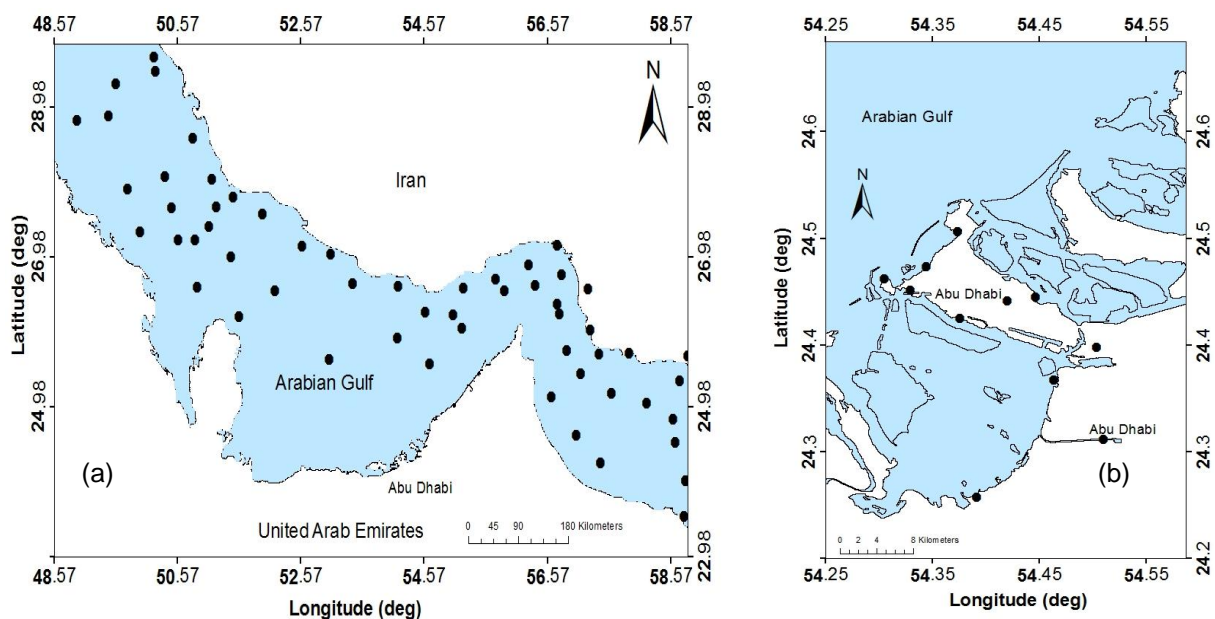 48.57 50.57 52.57 54.57 56.57 58.57
N
28.98 28.98
Iran
Latitude (deg)
26.98 26.98
Arabian Gulf
24.98 24.98
(a)
Abu Dhabi
United Arab Emirates
0 45 90 180 Kilometers
22.98
48.57 50.57 52.57 54.57 56.57 58.57
Longitude (deg)
54.25 54.35 54.45 54.55
Arabian Gulf
24.6 24.6
N
Latitude (deg)
24.5 24.5
Abu Dhabi
24.4 24.4
Abu Dhabi
24.3 24.3
(b)
0 2 4 8 Kilometers
24.2
54.25 54.35 54.45 54.55
Longitude (deg)